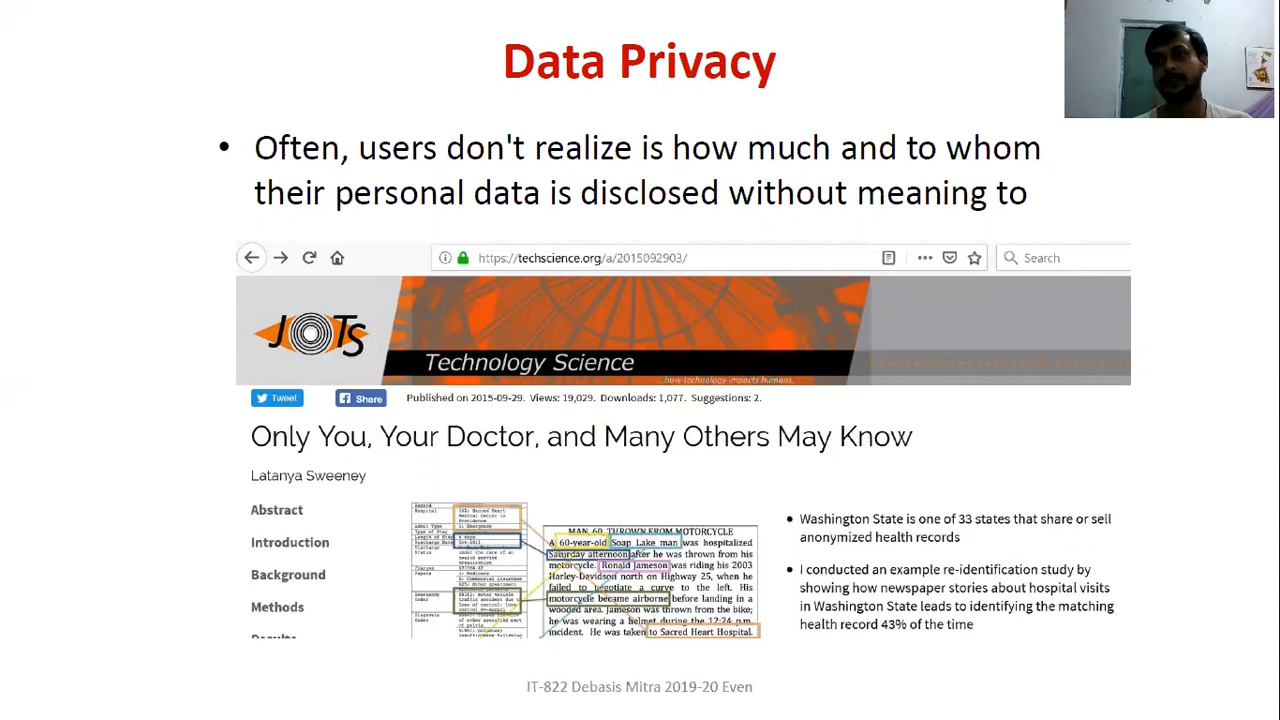 Data Privacy
• Often, users don't realize is how much and to whom
their personal data is disclosed without meaning to
https://techscience.org/a/2015092903/
Search
JOTS
Technology Science
...how technology impacts humans.
Tweet
Share
Published on 2015-09-29. Views: 19,029. Downloads: 1,077. Suggestions: 2.
Only You, Your Doctor, and Many Others May Know
Latanya Sweeney
Abstract
Introduction
Background
Methods
MAN 60 THROWN FROM MOTORCYCLE
A 60-year-old Soap Lake man was hospitalized
Saturday afternoon after he was thrown from his
motorcycle. Ronald Jameson was riding his 2003
Harley-Davidson north on Highway 25, when he
failed to negotiate a curve to the left. His
motorcycle became airborne before landing in a
wooded area. Jameson was thrown from the bike;
he was wearing a helmet during the 12:24 p.m.
incident. He was taken to Sacred Heart Hospital.
• Washington State is one of 33 states that share or sell
anonymized health records
• I conducted an example re-identification study by
showing how newspaper stories about hospital visits
in Washington State leads to identifying the matching
health record 43% of the time
IT-822 Debasis Mitra 2019-20 Even